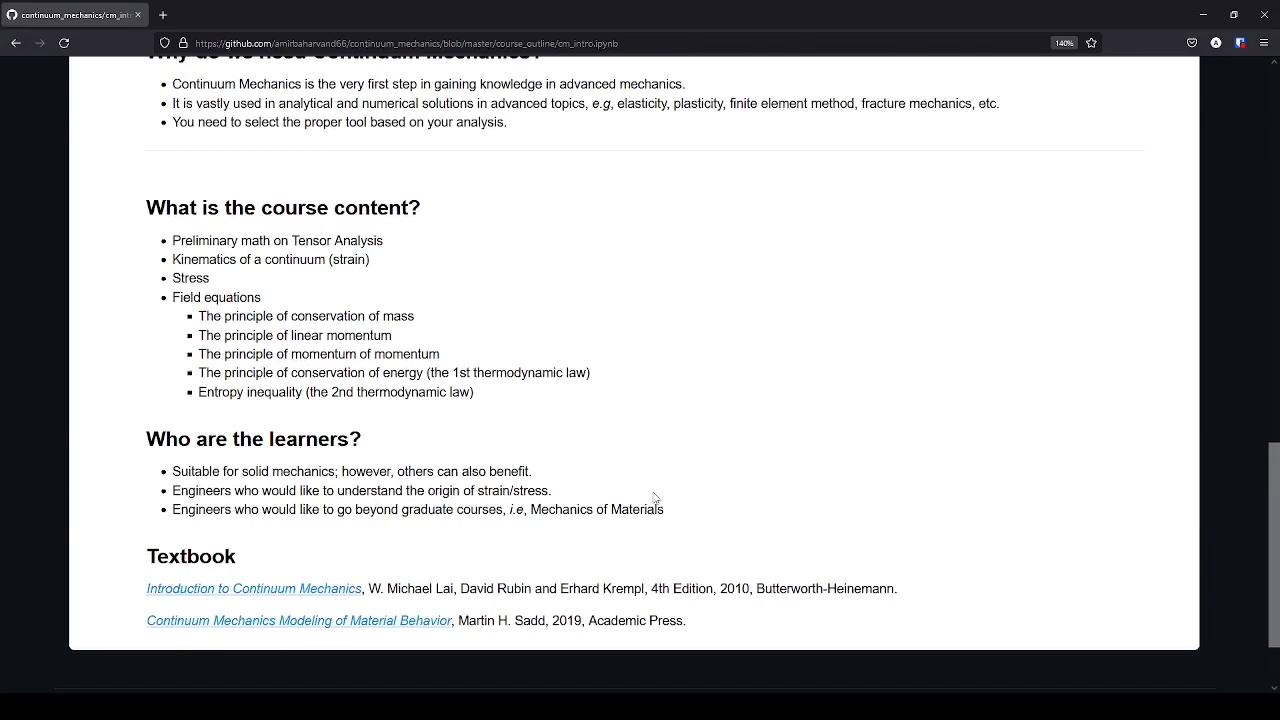 continuum_mechanics/cm_int
https://github.com/amirbaharvand66/continuum_mechanics/blob/master/course_outline/cm_intro.ipynb
140%
Why do we need Continuum Mechanics?
Continuum Mechanics is the very first step in gaining knowledge in advanced mechanics.
It is vastly used in analytical and numerical solutions in advanced topics, e.g, elasticity, plasticity, finite element method, fracture mechanics, etc.
You need to select the proper tool based on your analysis.
What is the course content?
Preliminary math on Tensor Analysis
Kinematics of a continuum (strain)
Stress
Field equations
The principle of conservation of mass
The principle of linear momentum
The principle of momentum of momentum
The principle of conservation of energy (the 1st thermodynamic law)
Entropy inequality (the 2nd thermodynamic law)
Who are the learners?
Suitable for solid mechanics; however, others can also benefit.
Engineers who would like to understand the origin of strain/stress.
Engineers who would like to go beyond graduate courses, i.e, Mechanics of Materials
Textbook
Introduction to Continuum Mechanics, W. Michael Lai, David Rubin and Erhard Krempl, 4th Edition, 2010, Butterworth-Heinemann.
Continuum Mechanics Modeling of Material Behavior, Martin H. Sadd, 2019, Academic Press.